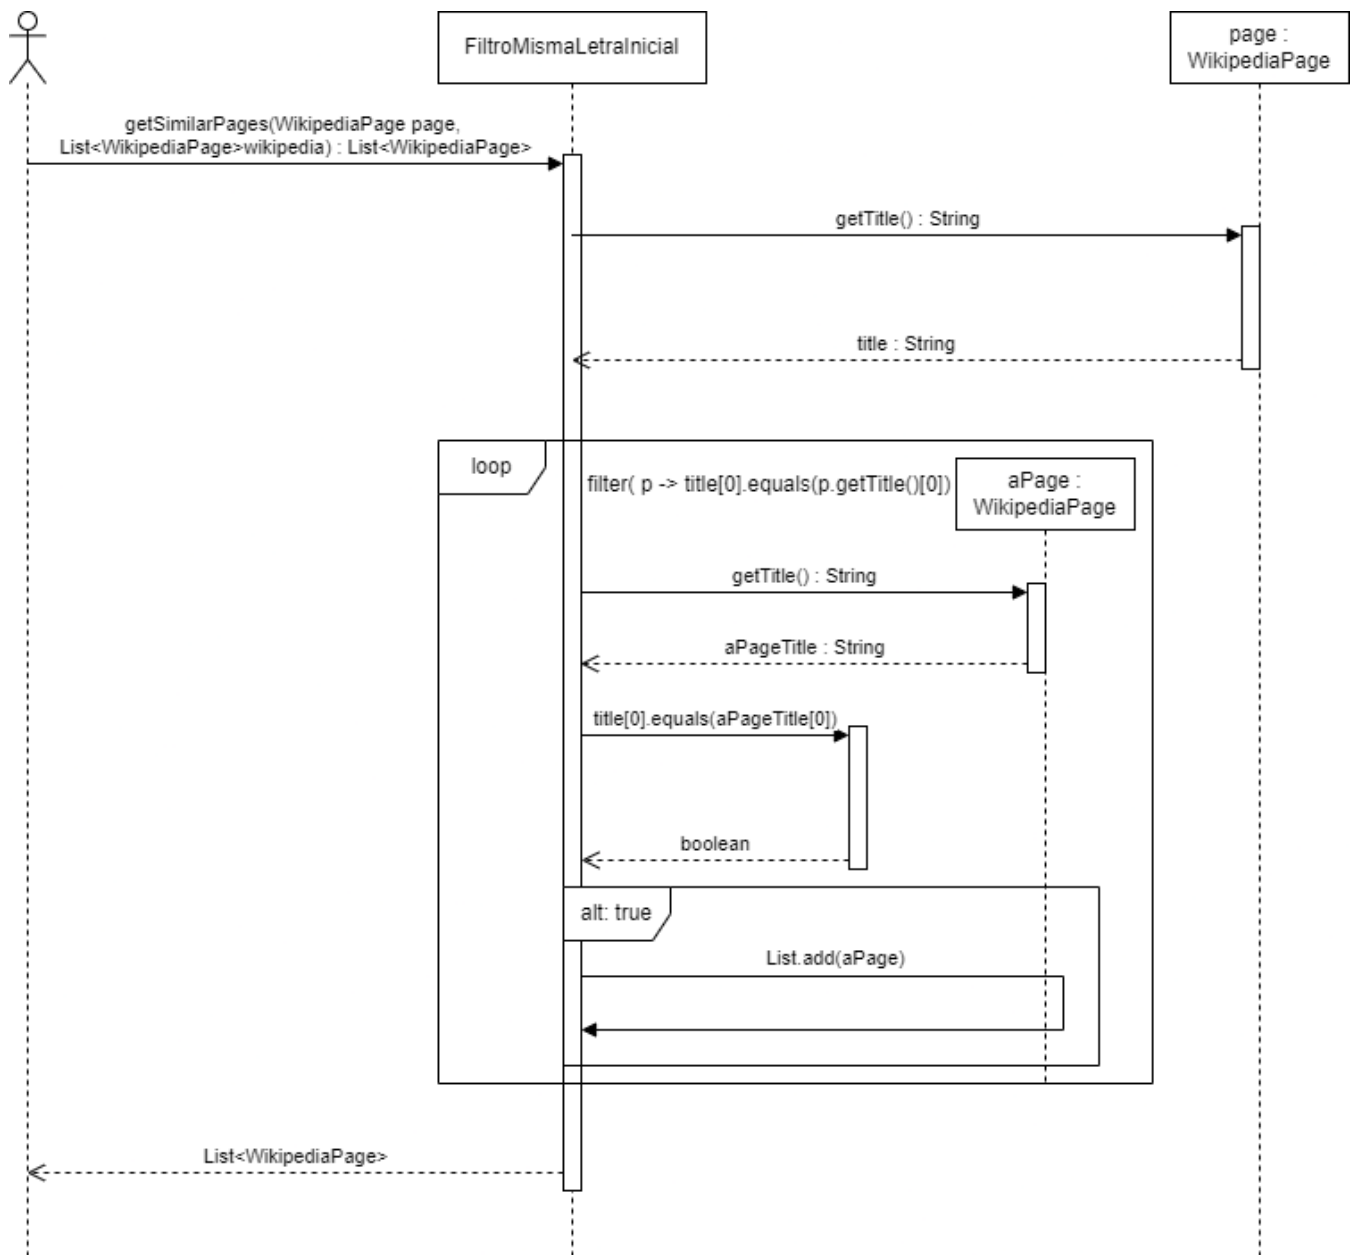 FiltroMismaLetraInicial
page :
WikipediaPage
getSimilarPages(WikipediaPage page,
List<WikipediaPage>wikipedia) : List<WikipediaPage>
getTitle() : String
title : String
loop
filter( p -> title[0].equals(p.getTitle()[0])
aPage :
WikipediaPage
getTitle() : String
aPageTitle : String
title[0].equals(aPageTitle[0])
boolean
alt: true
List.add(aPage)
List<WikipediaPage>